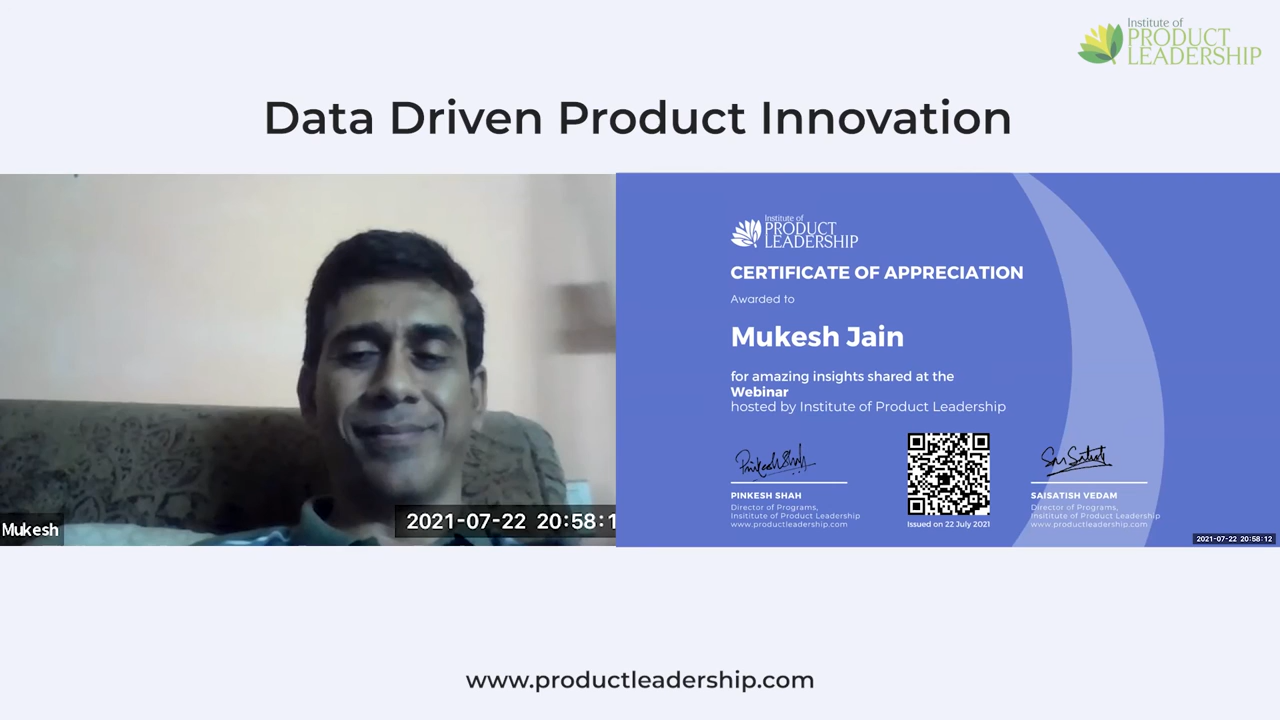 Institute of
PRODUCT
LEADERSHIP
Data Driven Product Innovation
Mukesh
2021-07-22 20:58:1
Institute of
PRODUCT
LEADERSHIP
CERTIFICATE OF APPRECIATION
Awarded to
Mukesh Jain
for amazing insights shared at the
Webinar
hosted by Institute of Product Leadership
PINKESH SHAH
Director of Programs,
Institute of Product Leadership
www.productleadership.com
Issued on 22 July 2021
SAISATISH VEDAM
Director of Programs,
Institute of Product Leadership
www.productleadership.com
2021-07-22 20:58:12
www.productleadership.com